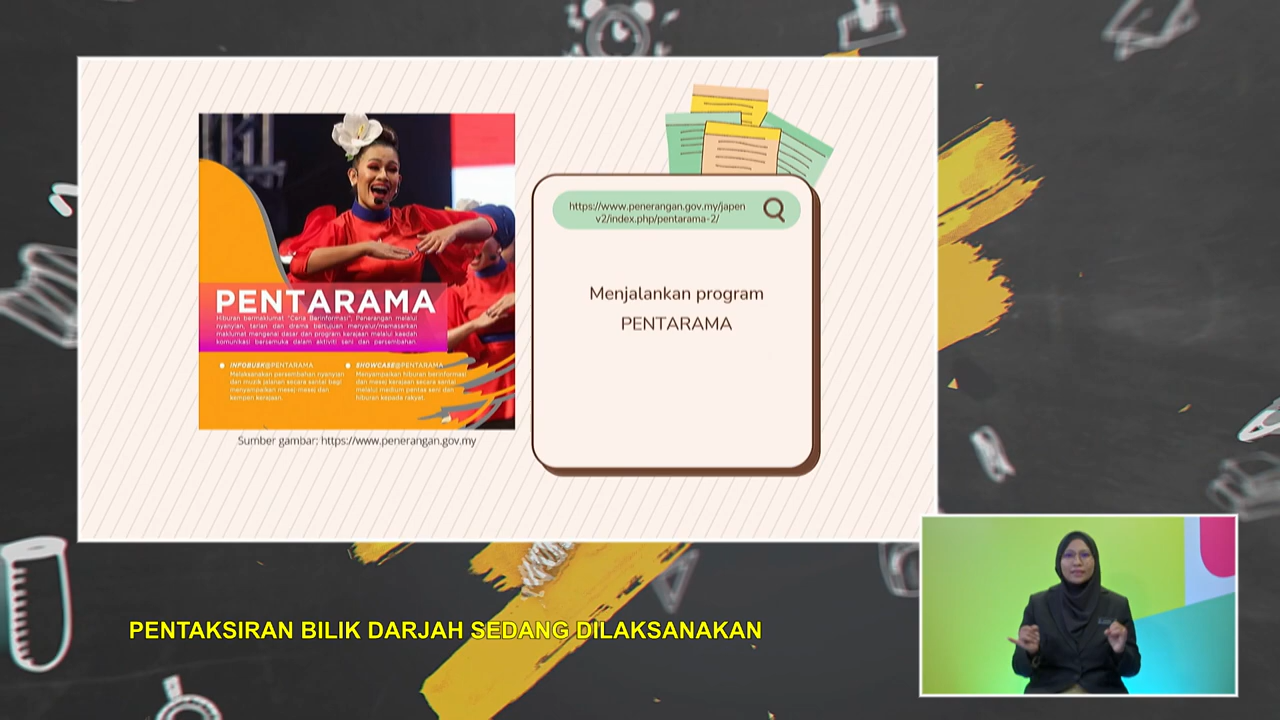 PENTARAMA
Hiburan bermaklumat "Ceria Berinformasi"; Penerangan melalui
nyanyian, tarian dan drama bertujuan menyalur/memasarkan
maklumat mengenai dasar dan program kerajaan melalui kaedah
komunikasi bersemuka dalam aktiviti seni dan persembahan.
INFOBUSK@PENTARAMA
Melaksanakan persembahan nyanyian
dan muzik jalanan secara santai bagi
menyampaikan mesej-mesej dan
kempen kerajaan.
SHOWCASE@PENTARAMA
Menyampaikan hiburan berinformasi
dan mesej kerajaan secara santai
melalui medium pentas seni dan
hiburan kepada rakyat.
Sumber gambar: https://www.penerangan.gov.my
https://www.penerangan.gov.my/japen
v2/index.php/pentarama-2/
Menjalankan program
PENTARAMA
PENTAKSIRAN BILIK DARJAH SEDANG DILAKSANAKAN